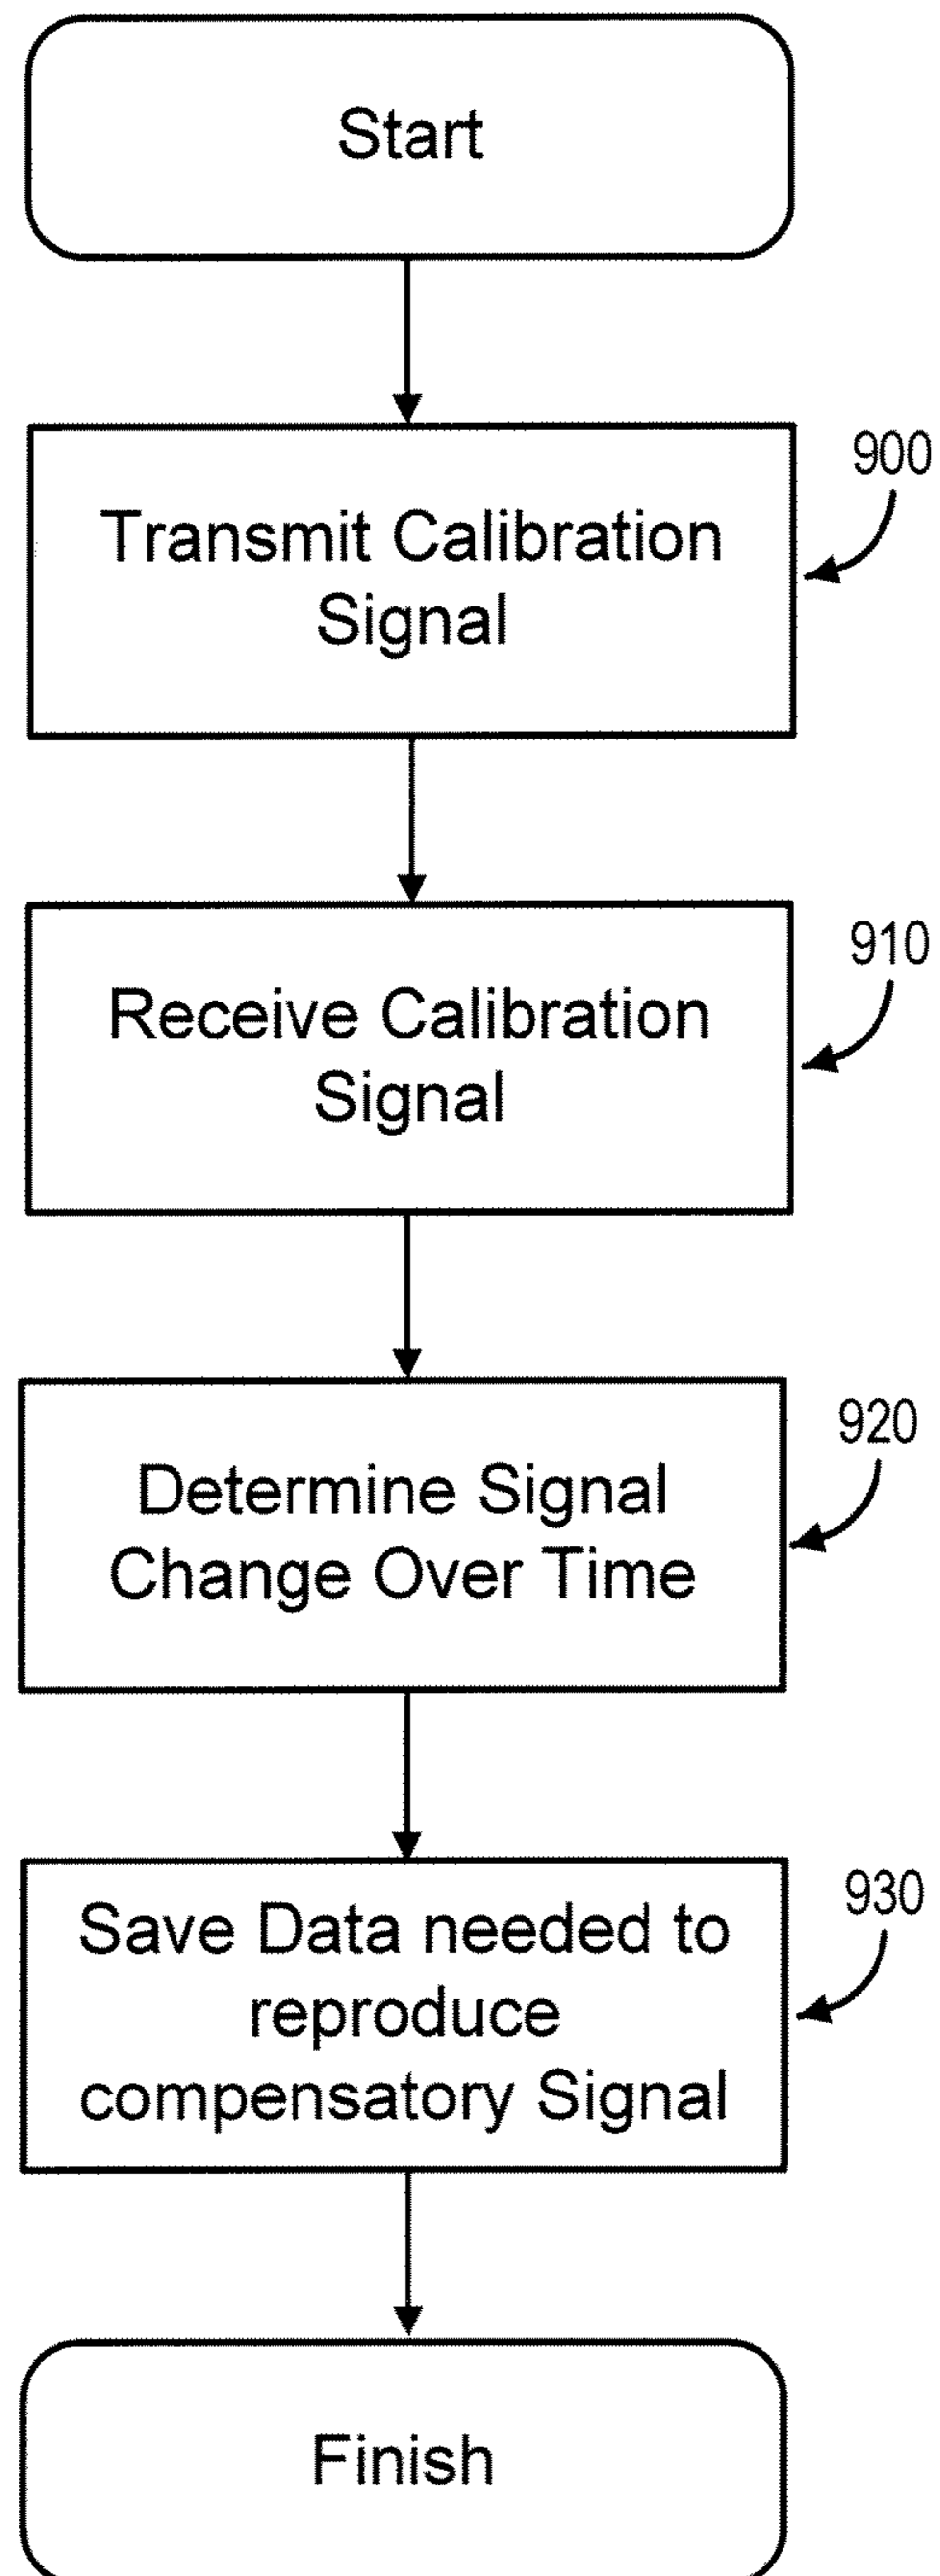 Start
900
Transmit Calibration
Signal
910
Receive Calibration
Signal
920
Determine Signal
Change Over Time
930
Save Data needed to
reproduce
compensatory Signal
Finish